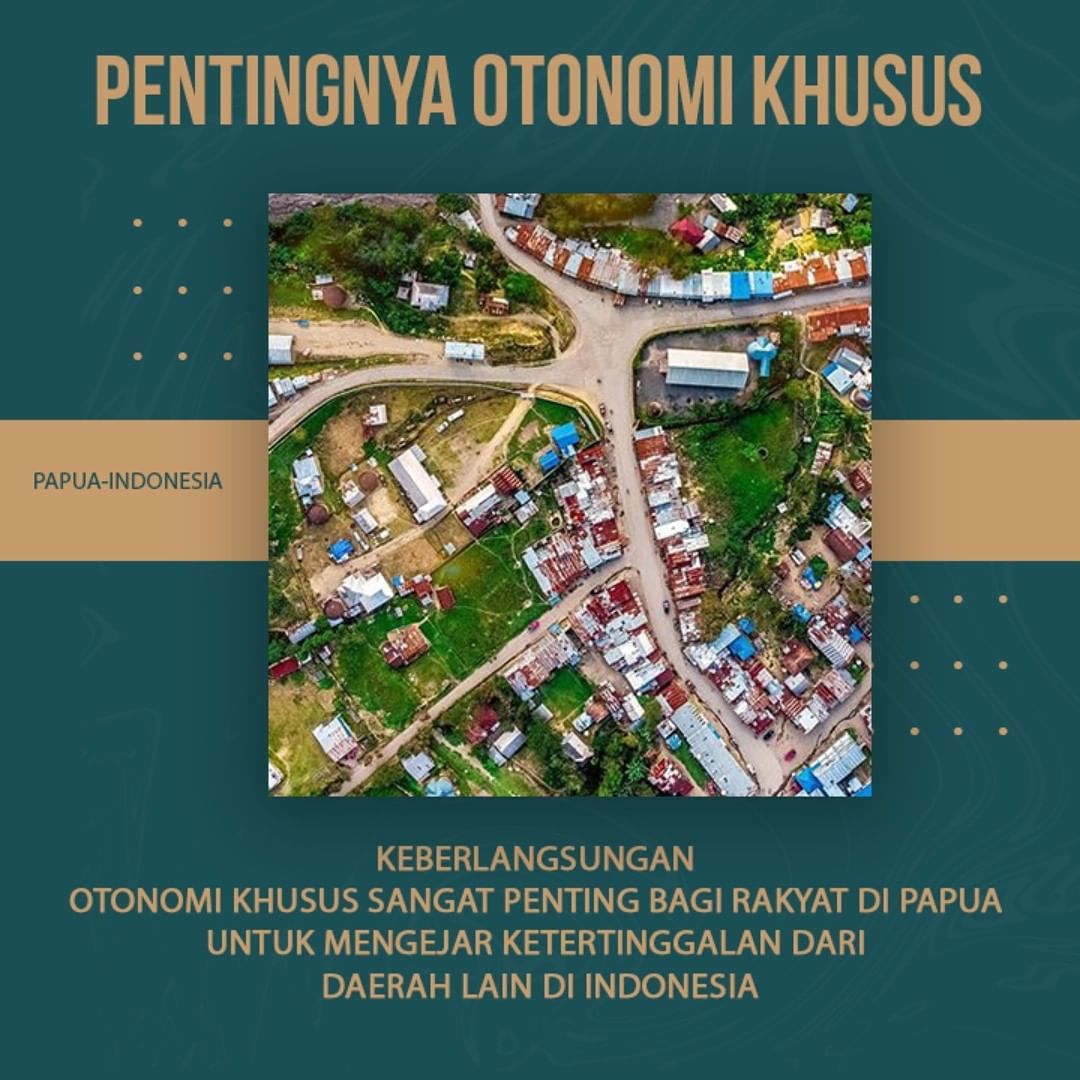 PENTINGNYA OTONOMI KHUSUS
PAPUA-INDONESIA
KEBERLANGSUNGAN
OTONOMI KHUSUS SANGAT PENTING BAGI RAKYAT DI PAPUA
UNTUK MENGEJAR KETERTINGGALAN DARI
DAERAH LAIN DI INDONESIA